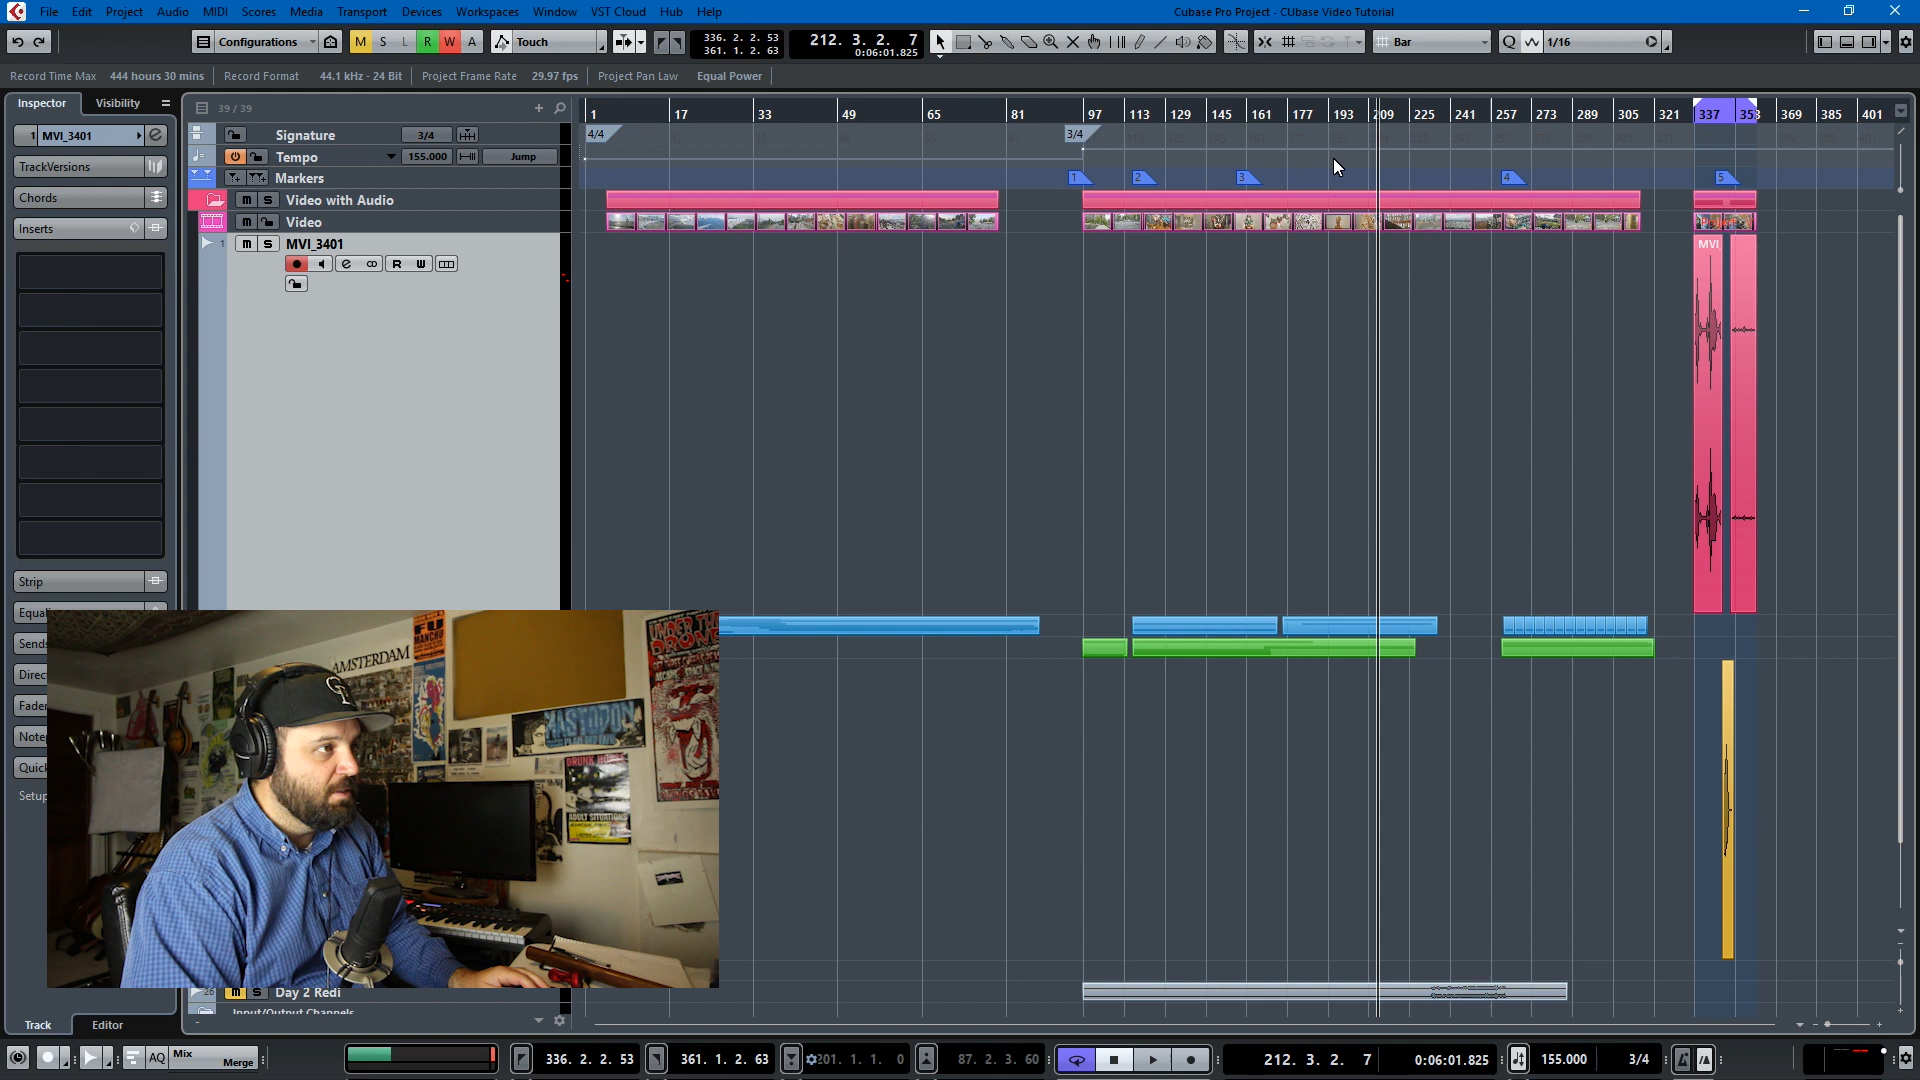 File Edit Project Audio MIDI Scores Media Transport Devices Workspaces Window VST Cloud Hub Help
Cubase Pro Project - CUbase Video Tutorial
Configurations M S L R W A Touch
336. 2. 2. 53
361. 1. 2. 63
212. 3. 2. 7
0:06:01.825
Bar Q 1/16
Record Time Max 444 hours 30 mins Record Format 44.1 kHz - 24 Bit Project Frame Rate 29.97 fps Project Pan Law Equal Power
Inspector Visibility
39 / 39
1 17 33 49 65 81 97 113 129 145 161 177 193 209 225 241 257 273 289 305 321 337 353 369 385 401
1 MVI_3401
Signature 3/4
4/4 3/4
TrackVersions
Tempo 155.000 Jump
Markers
1 2 3 4 5
Chords
m S Video with Audio
Inserts
m Video
1 m S MVI_3401
R W
MVI
Strip
Equali
Sends
Direc
Fader
Notep
Quick
Setup
AMSTERDAM
FU
MANCHU
UNDER THE
MASTODON
DRUNK
ADULT SITUATIONS
26 m S Day 2 Redi
Input/Output Channels
Track Editor
AQ Mix
Merge
336. 2. 2. 53 361. 1. 2. 63 201. 1. 1. 0 87. 2. 3. 60 212. 3. 2. 7 0:06:01.825 155.000 3/4